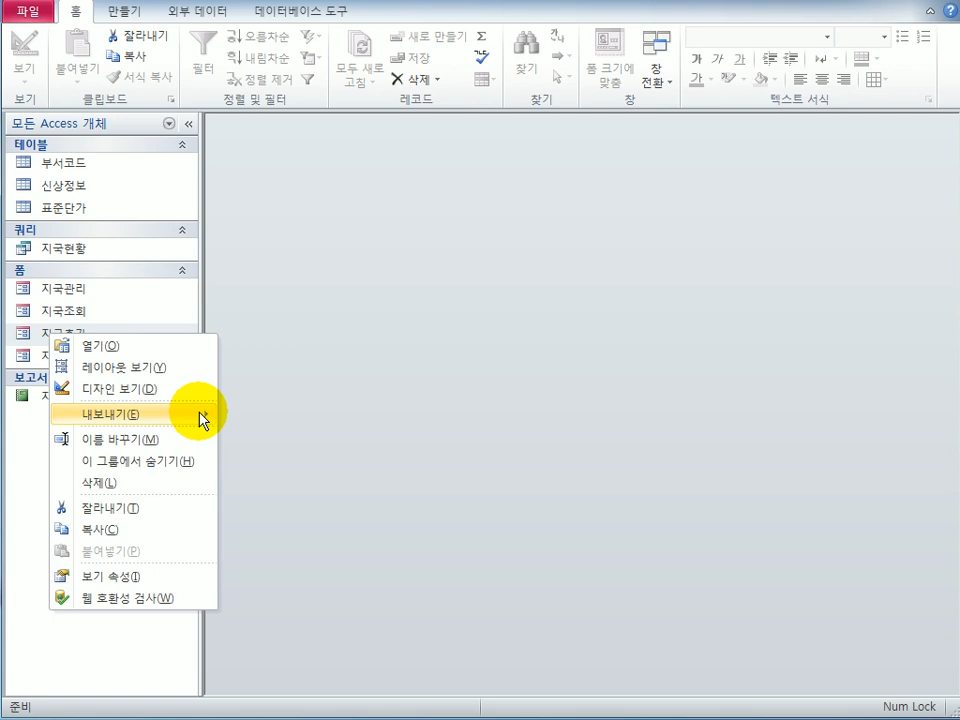 파일 홈 만들기 외부 데이터 데이터베이스 도구
보기
붙여넣기
잘라내기
복사
서식 복사
필터
오름차순
내림차순
정렬 제거
모두 새로 고침
새로 만들기
저장
삭제
Σ
찾기
폼 크기에 맞춤
창 전환
가 가 가
가
보기 클립보드 정렬 및 필터 레코드 찾기 창 텍스트 서식
모든 Access 개체
테이블
부서코드
신상정보
표준단가
쿼리
지국현황
폼
지국관리
지국조회
보고서
열기(O)
레이아웃 보기(Y)
디자인 보기(D)
내보내기(E)
이름 바꾸기(M)
이 그룹에서 숨기기(H)
삭제(L)
잘라내기(T)
복사(C)
붙여넣기(P)
보기 속성(I)
웹 호환성 검사(W)
준비
Num Lock